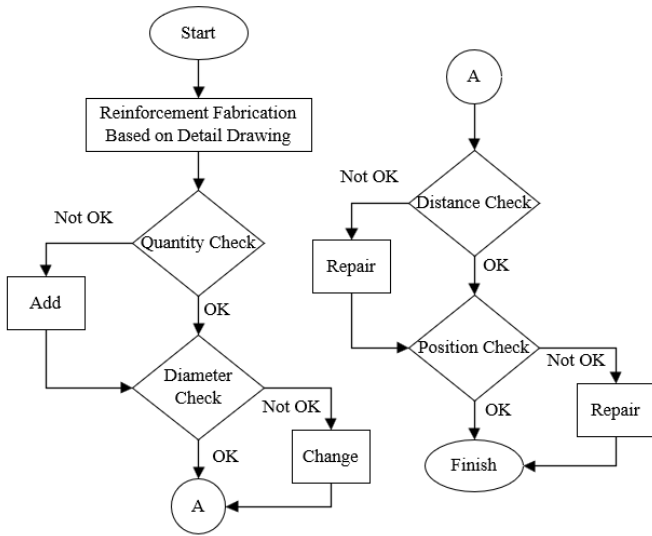 Start
Reinforcement Fabrication
Based on Detail Drawing
Not OK
Quantity Check
Add
OK
Diameter
Check
Not OK
OK
Change
A
A
Not OK
Distance Check
Repair
OK
Position Check
Not OK
OK
Repair
Finish